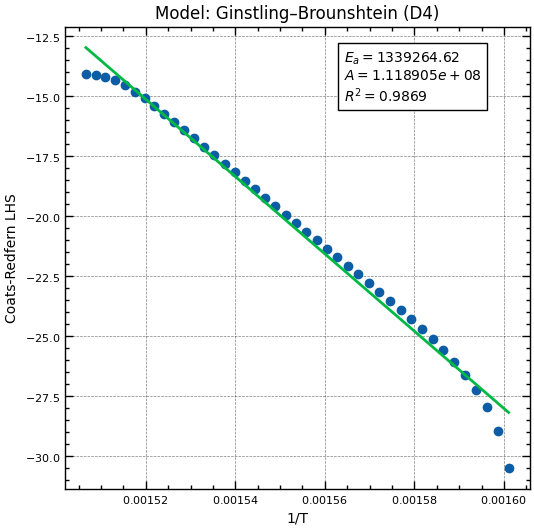 Model: Ginstling–Brounshtein (D4)
−12.5
−15.0
−17.5
−20.0
−22.5
−25.0
−27.5
−30.0
Coats-Redfern LHS
E_a = 1339264.62
A = 1.118905e + 08
R² = 0.9869
0.00152 0.00154 0.00156 0.00158 0.00160
1/T